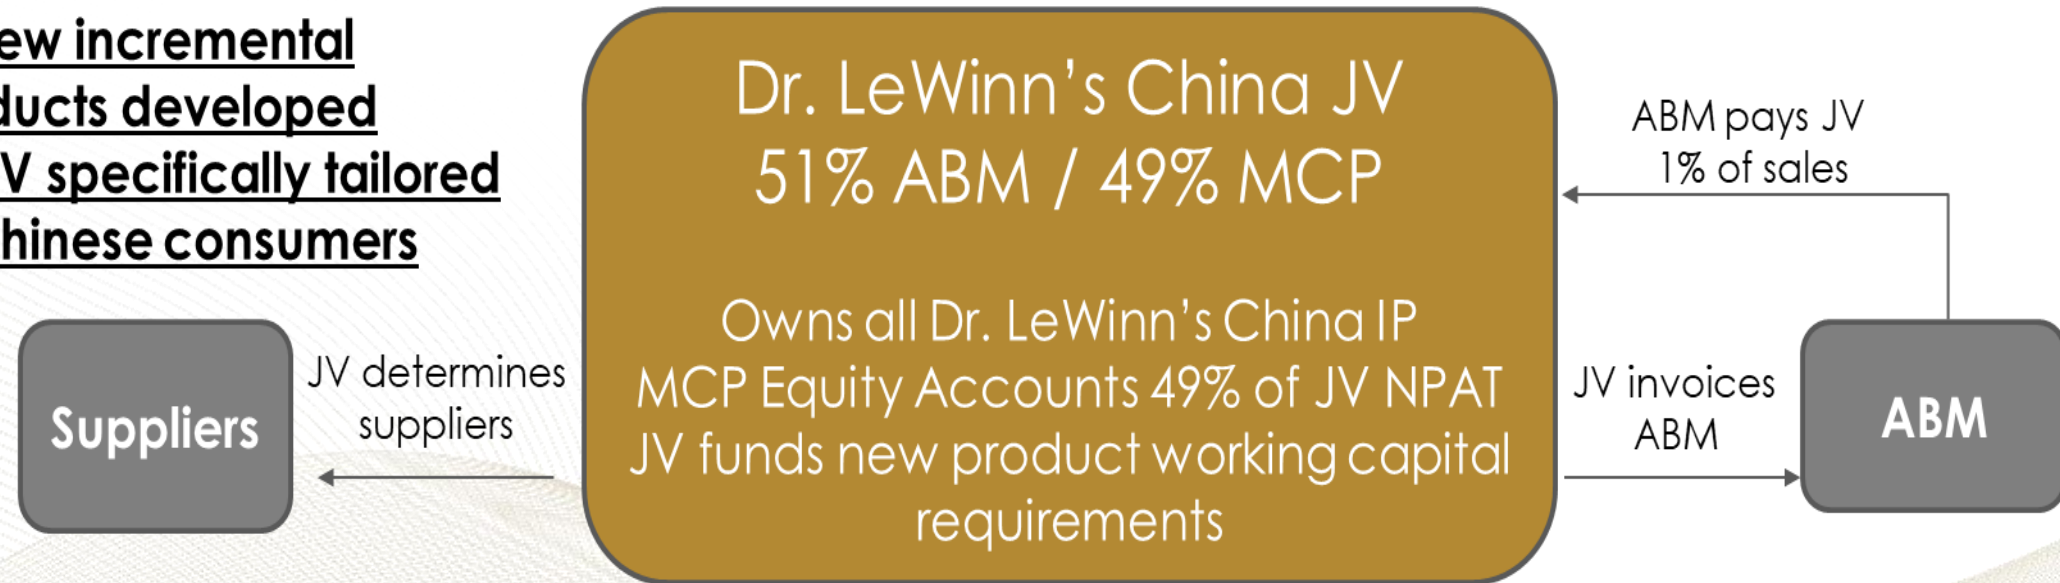 ew incremental
ducts developed
V specifically tailored
hinese consumers
Suppliers
JV determines
suppliers
Dr. LeWinn's China JV
51% ABM / 49% MCP
Owns all Dr. LeWinn's China IP
MCP Equity Accounts 49% of JV NPAT
JV funds new product working capital
requirements
ABM pays JV
1% of sales
JV invoices
ABM
ABM